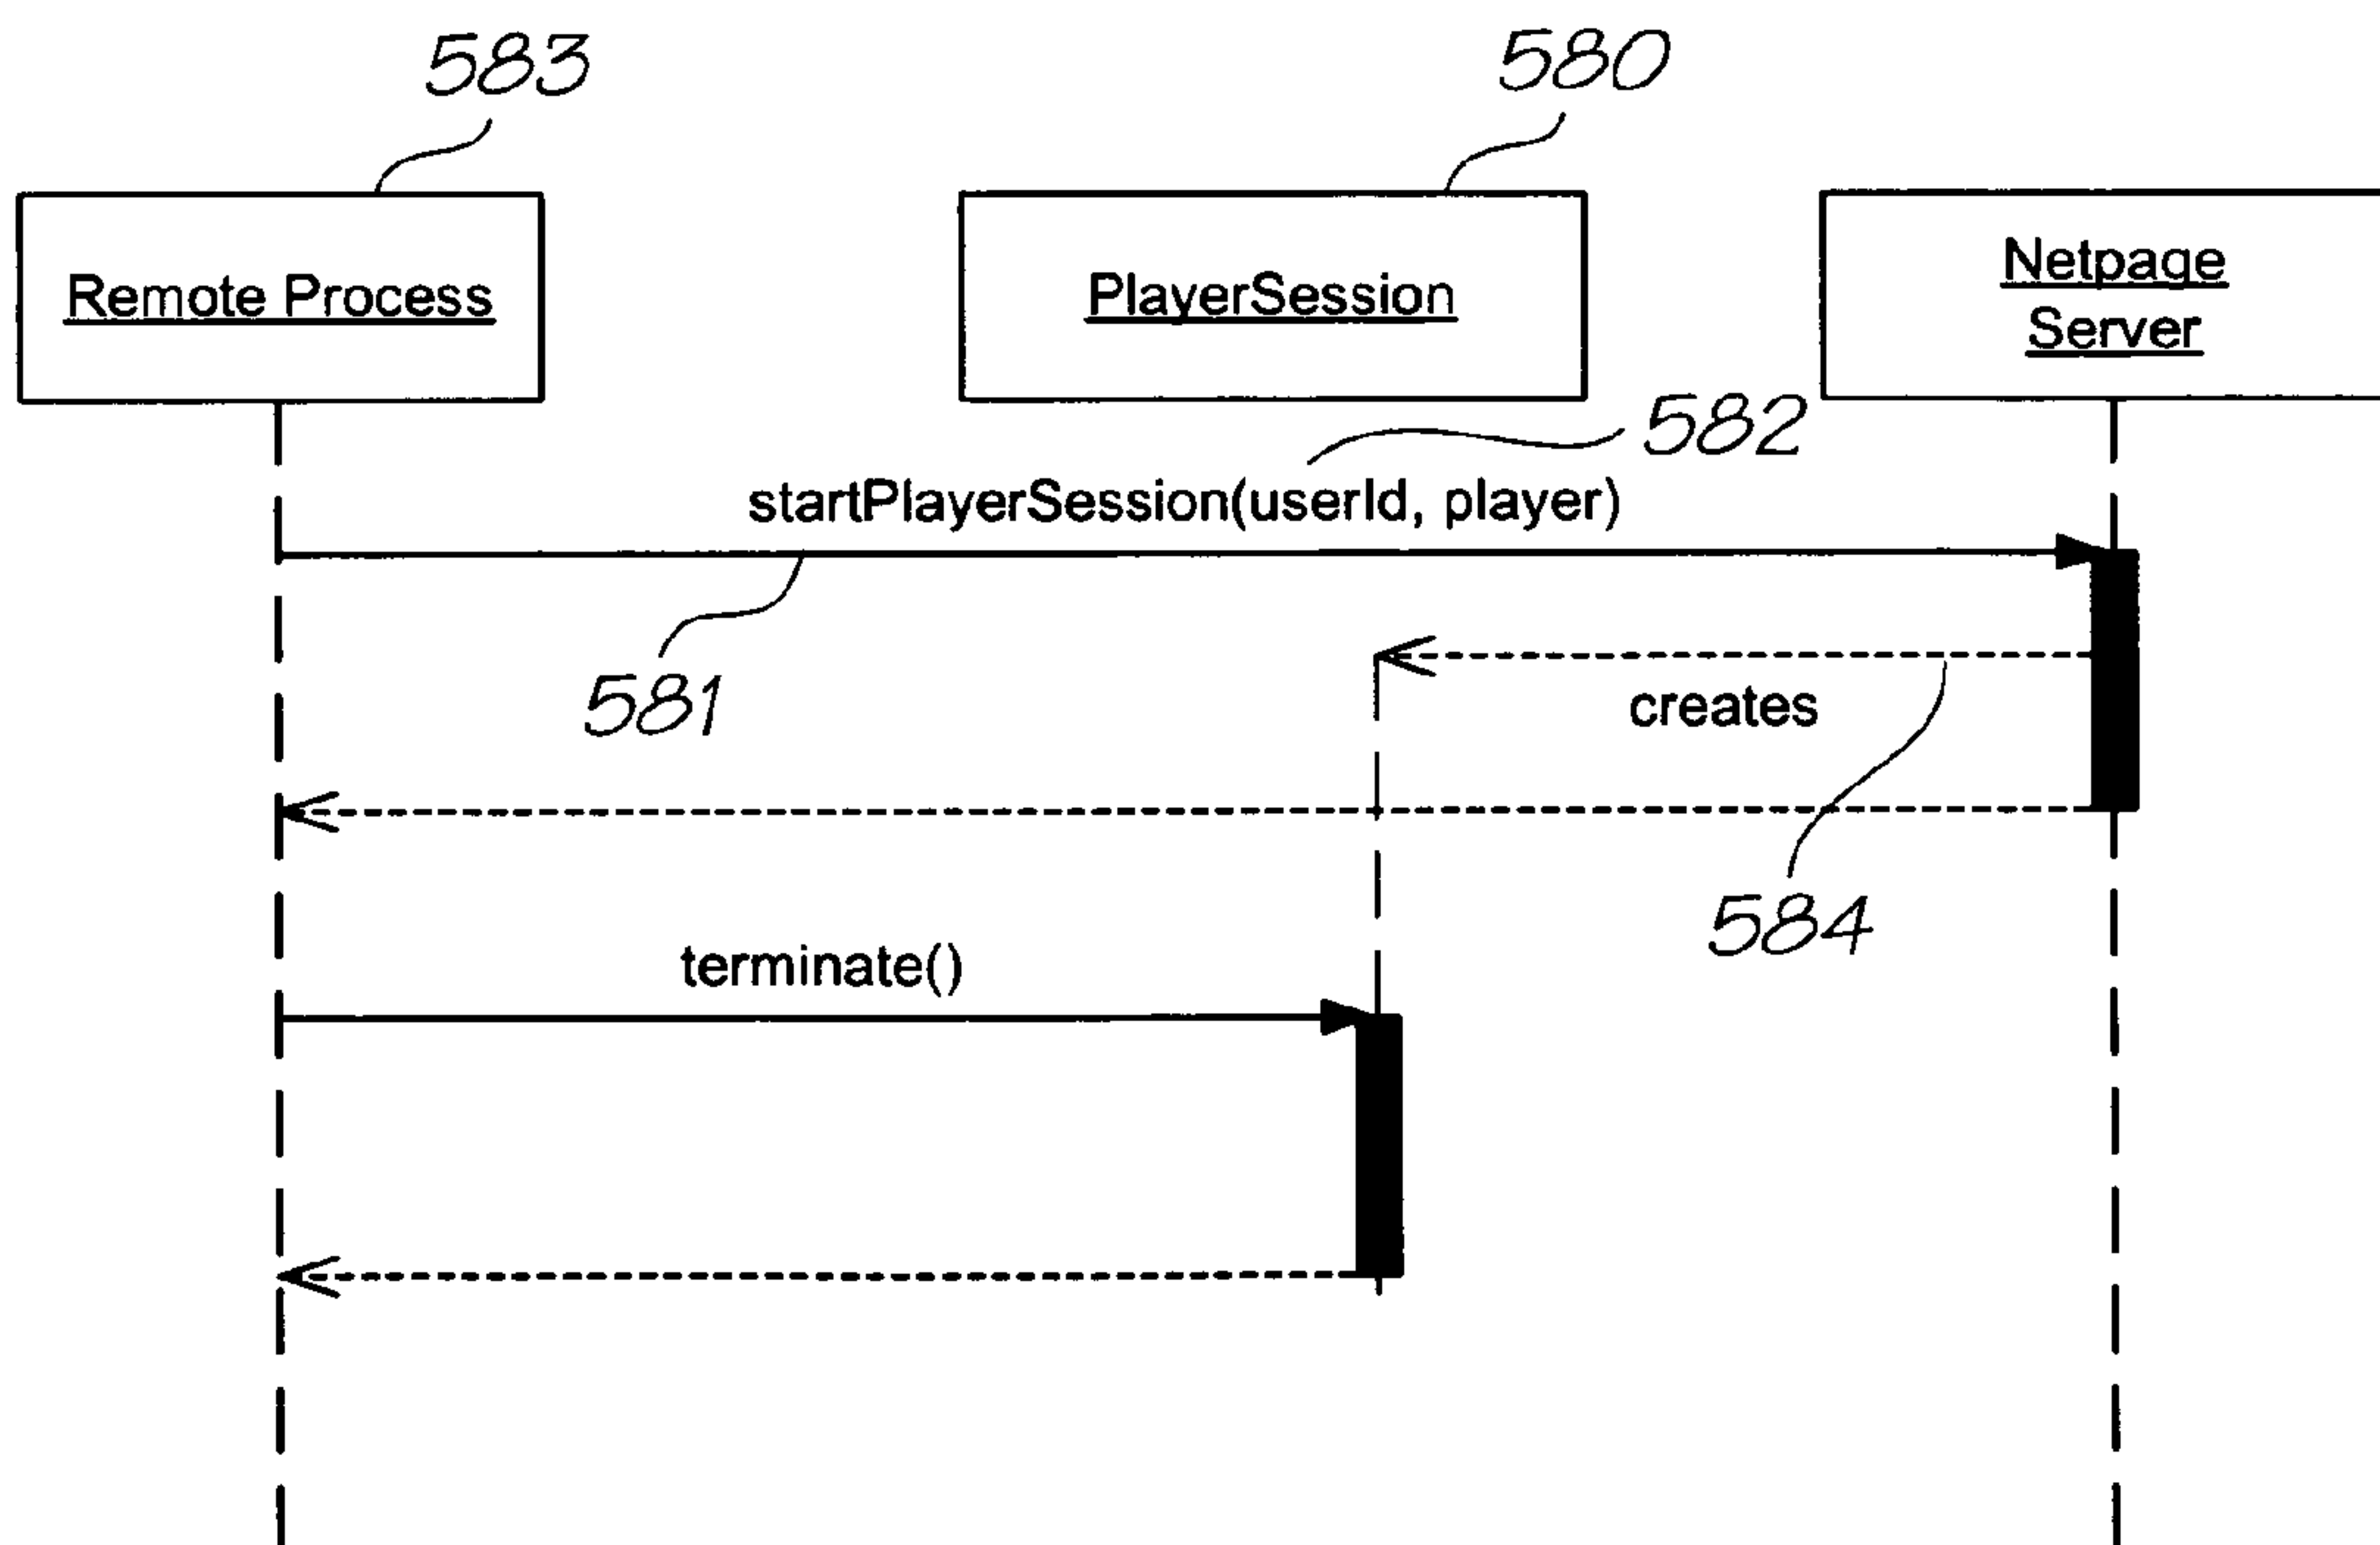 583
580
Remote Process
PlayerSession
Netpage
Server
582
startPlayerSession(userId, player)
581
creates
584
terminate()